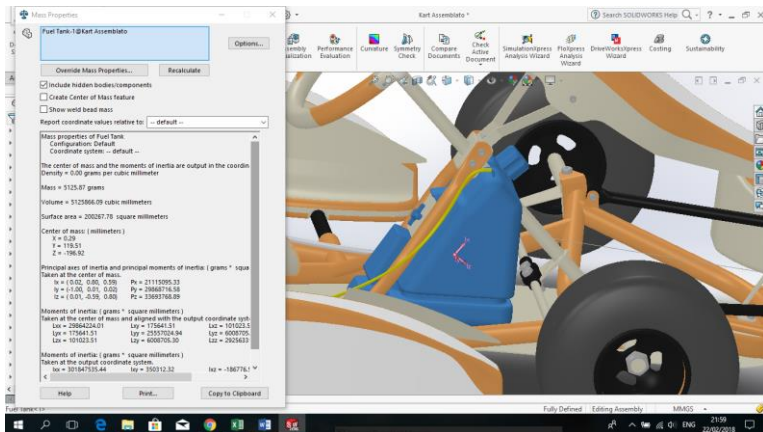 Mass Properties
Fuel Tank-1@Kart Assemblato
Options...
Override Mass Properties...
Recalculate
Include hidden bodies/components
Create Center of Mass feature
Show weld bead mass
Report coordinate values relative to:
-- default --
Mass properties of Fuel Tank
Configuration: Default
Coordinate system: -- default --
The center of mass and the moments of inertia are output in the coordin
Density = 0.00 grams per cubic millimeter
Mass = 5125.87 grams
Volume = 5125866.09 cubic millimeters
Surface area = 200267.78 square millimeters
Center of mass: ( millimeters )
X = 0.29
Y = 119.51
Z = -196.92
Principal axes of inertia and principal moments of inertia: ( grams * squa
Taken at the center of mass.
Ix = ( 0.02, 0.80, 0.59) Px = 21115095.33
Iy = (-1.00, 0.01, 0.02) Py = 29868716.58
Iz = ( 0.01, -0.59, 0.80) Pz = 33693768.89
Moments of inertia: ( grams * square millimeters )
Taken at the center of mass and aligned with the output coordinate syst
Lxx = 29864224.01 Lxy = 175641.51 Lxz = 101023.5
Lyx = 175641.51 Lyy = 25557024.94 Lyz = 6008705.
Lzx = 101023.51 Lzy = 6008705.30 Lzz = 2925633
Moments of inertia: ( grams * square millimeters )
Taken at the output coordinate system.
Ixx = 301847535.44 Ixy = 350312.32 Ixz = -186776.!
Help
Print...
Copy to Clipboard
Kart Assemblato *
Search SOLIDWORKS Help
Performance Evaluation
Curvature
Symmetry Check
Compare Documents
Check Active Document
SimulationXpress Analysis Wizard
FloXpress Analysis Wizard
DriveWorksXpress Wizard
Costing
Sustainability
Fully Defined
Editing Assembly
MMGS
ENG
21:59
22/02/2018